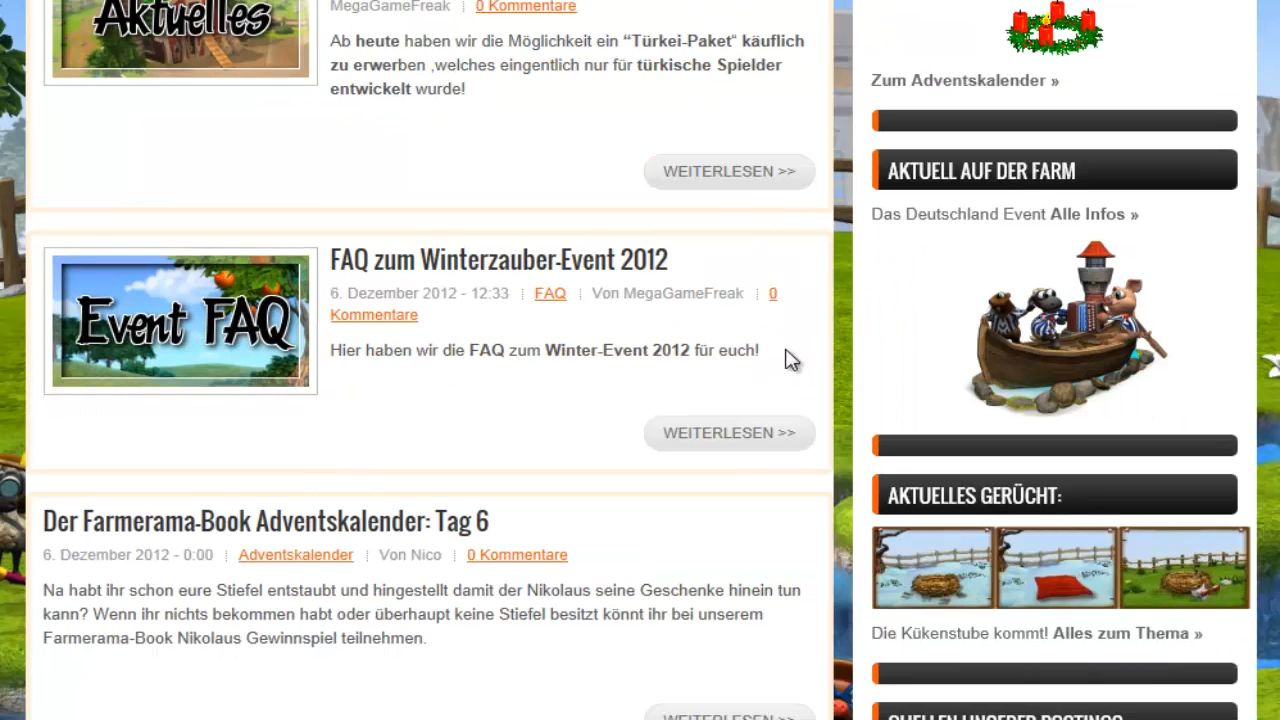 Aktuelles
MegaGameFreak
0 Kommentare
Ab heute haben wir die Möglichkeit ein “Türkei-Paket“ käuflich
zu erwerben ,welches eingentlich nur für türkische Spielder
entwickelt wurde!
WEITERLESEN >>
Event FAQ
FAQ zum Winterzauber-Event 2012
6. Dezember 2012 - 12:33
FAQ
Von MegaGameFreak
0
Kommentare
Hier haben wir die FAQ zum Winter-Event 2012 für euch!
WEITERLESEN >>
Der Farmerama-Book Adventskalender: Tag 6
6. Dezember 2012 - 0:00
Adventskalender
Von Nico
0 Kommentare
Na habt ihr schon eure Stiefel entstaubt und hingestellt damit der Nikolaus seine Geschenke hinein tun
kann? Wenn ihr nichts bekommen habt oder überhaupt keine Stiefel besitzt könnt ihr bei unserem
Farmerama-Book Nikolaus Gewinnspiel teilnehmen.
WEITERLESEN >>
Zum Adventskalender »
AKTUELL AUF DER FARM
Das Deutschland Event Alle Infos »
AKTUELLES GERÜCHT:
Die Kükenstube kommt! Alles zum Thema »
QUELLEN UNSERER POSTINGS